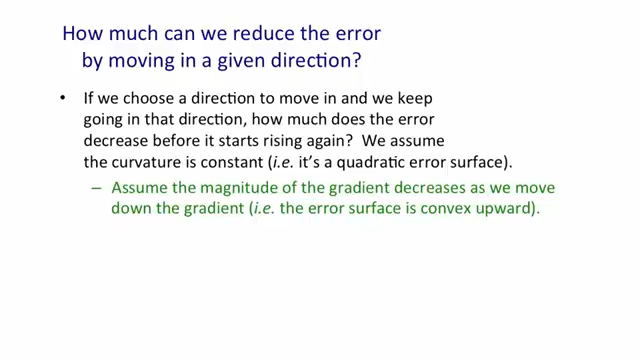 How much can we reduce the error
by moving in a given direction?
• If we choose a direction to move in and we keep
going in that direction, how much does the error
decrease before it starts rising again? We assume
the curvature is constant (i.e. it's a quadratic error surface).
– Assume the magnitude of the gradient decreases as we move
down the gradient (i.e. the error surface is convex upward).